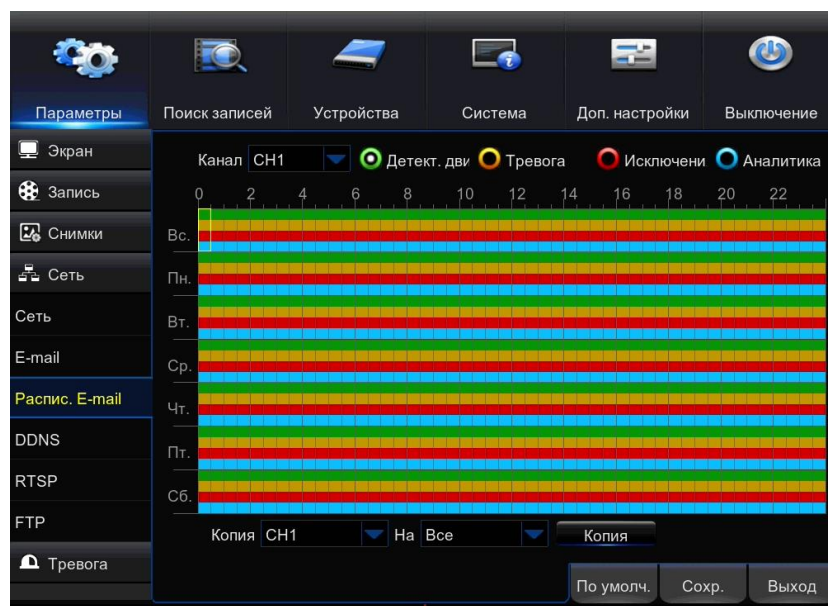 Параметры
Поиск записей
Устройства
Система
Доп. настройки
Выключение
Экран
Запись
Снимки
Сеть
Сеть
E-mail
Распис. E-mail
DDNS
RTSP
FTP
Тревога
Канал CH1 Детект. дви Тревога Исключени Аналитика
0 2 4 6 8 10 12 14 16 18 20 22
Вс.
Пн.
Вт.
Ср.
Чт.
Пт.
Сб.
Копия CH1 На Все Копия
По умолч. Сохр. Выход